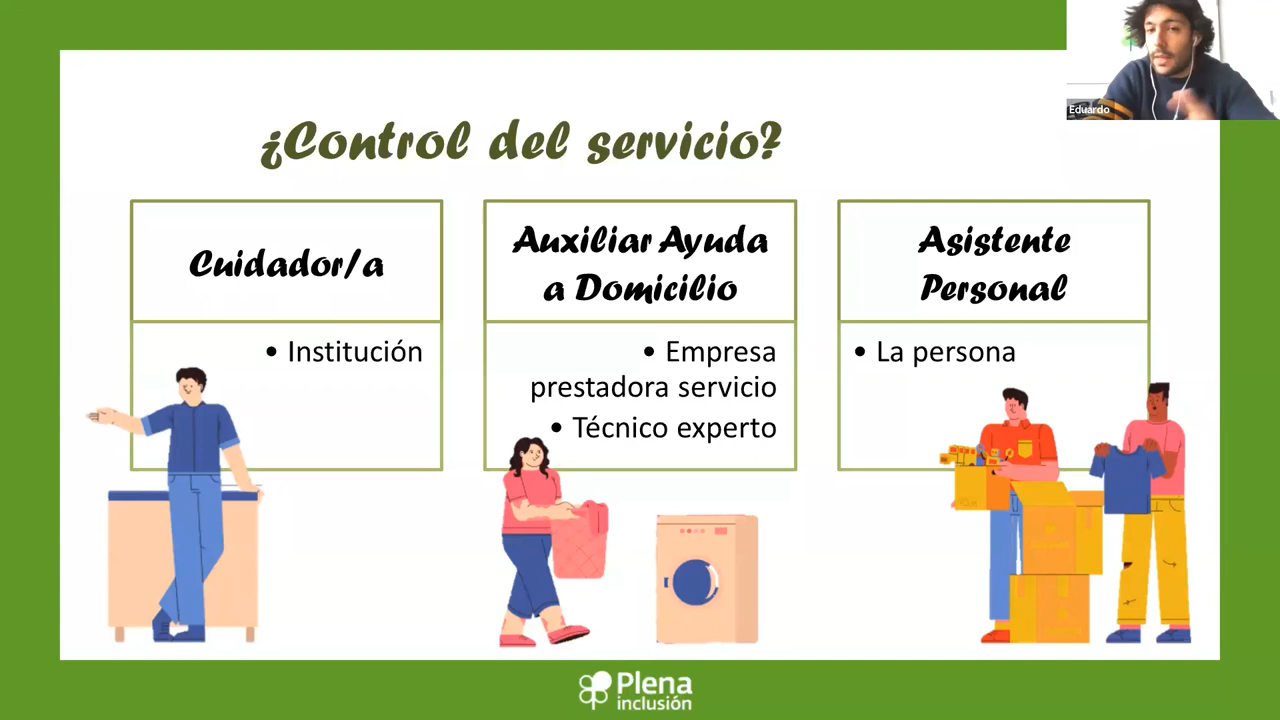 Eduardo
¿Control del servicio?
Cuidador/a
• Institución
Auxiliar Ayuda
a Domicilio
• Empresa
prestadora servicio
• Técnico experto
Asistente
Personal
• La persona
Plena
inclusión